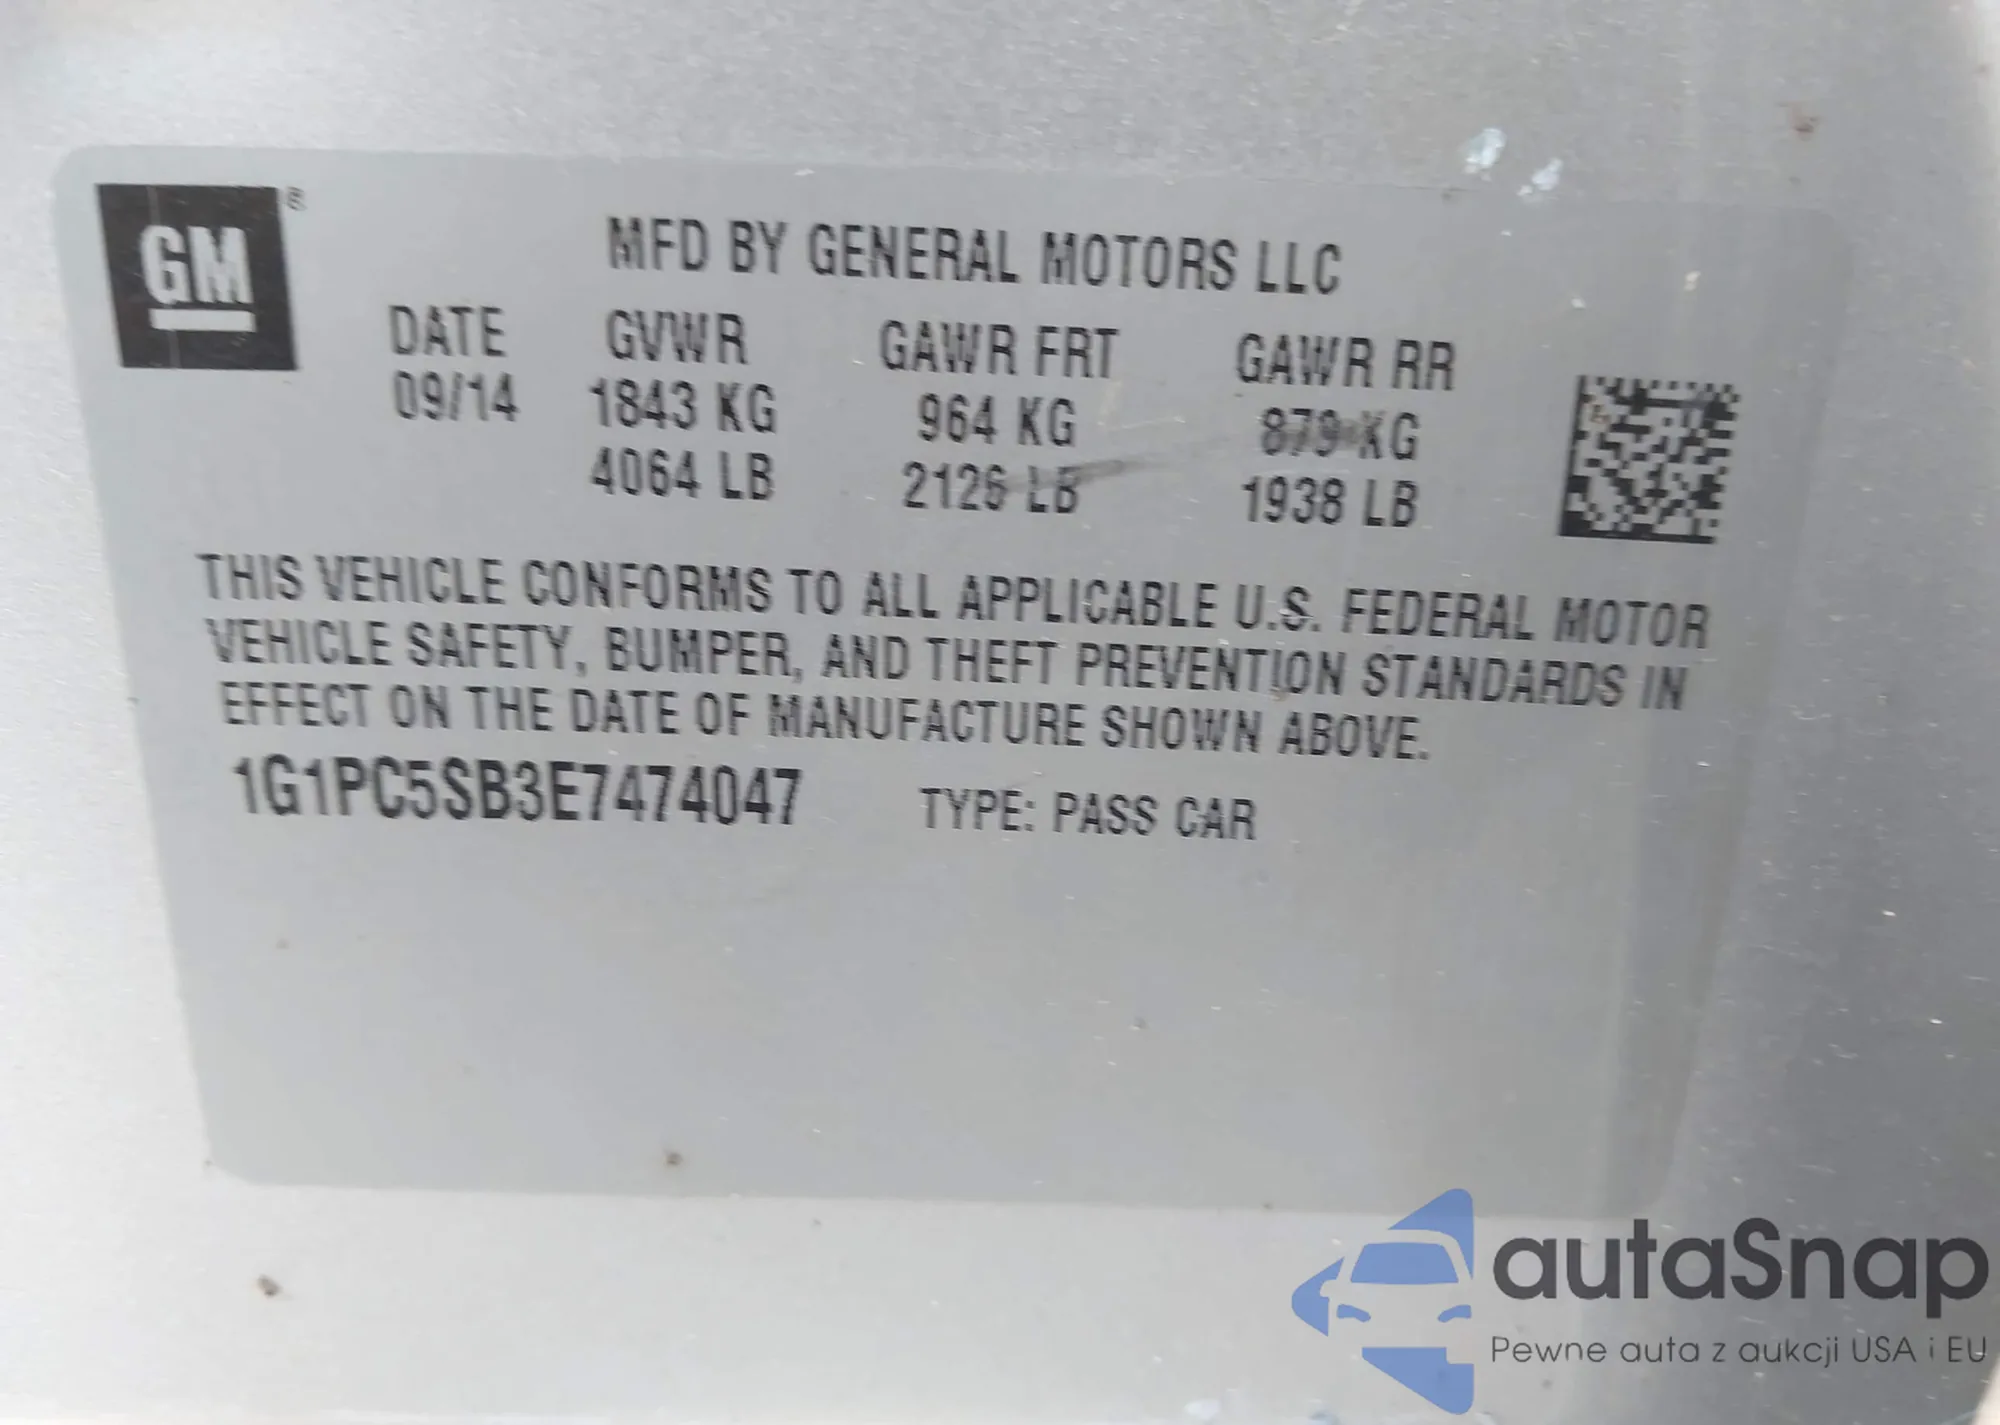 GM®
MFD BY GENERAL MOTORS LLC
DATE GVWR GAWR FRT GAWR RR
09/14 1843 KG 964 KG 879 KG
4064 LB 2126 LB 1938 LB
THIS VEHICLE CONFORMS TO ALL APPLICABLE U.S. FEDERAL MOTOR
VEHICLE SAFETY, BUMPER, AND THEFT PREVENTION STANDARDS IN
EFFECT ON THE DATE OF MANUFACTURE SHOWN ABOVE.
1G1PC5SB3E7474047 TYPE: PASS CAR
autaSnap
Pewne auta z aukcji USA i EU